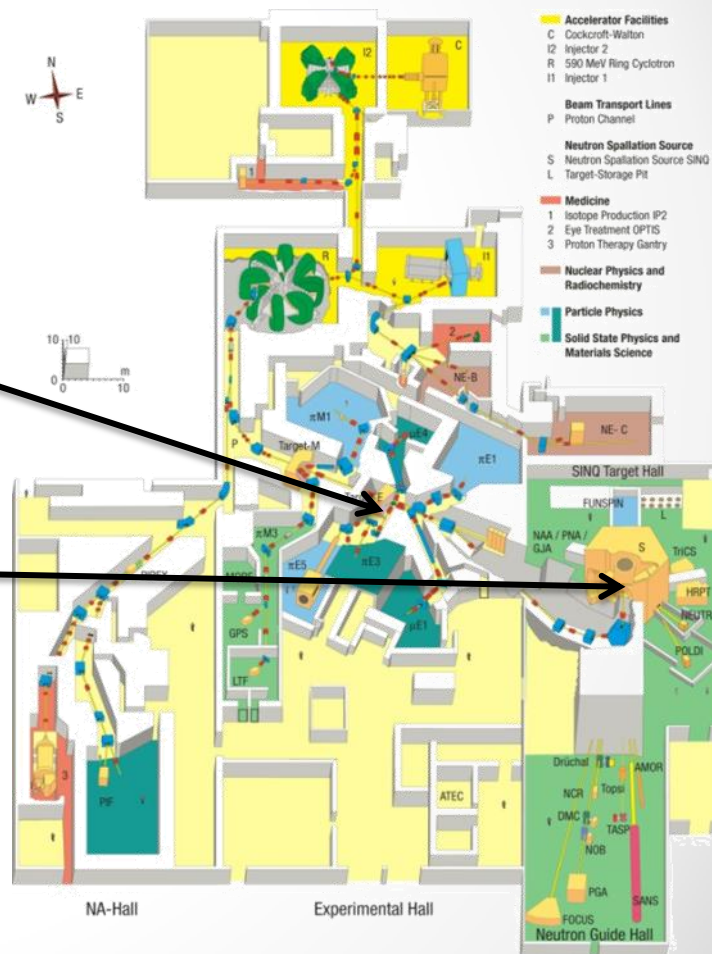 Accelerator Facilities
C Cockcroft-Walton
I2 Injector 2
R 590 MeV Ring Cyclotron
I1 Injector 1
Beam Transport Lines
P Proton Channel
Neutron Spallation Source
S Neutron Spallation Source SINQ
L Target-Storage Pit
Medicine
1 Isotope Production IP2
2 Eye Treatment OPTIS
3 Proton Therapy Gantry
Nuclear Physics and
Radiochemistry
Particle Physics
Solid State Physics and
Materials Science
N
W E
S
I2
C
1
R
I1
2
NE-B
NE- C
10 10
0 10
m
πM1
µE4
πE1
P
Target-M
SINQ Target Hall
FUNSPIN
L
NAA / PNA /
GJA
S
TriCS
HRPT
NEUTR
POLDI
πM3
πE5
πE3
µE1
GPS
LTF
3
PIF
ATEC
Drüchal
AMOR
NCR
Topsi
DMC
TASP
NOB
PGA
SANS
FOCUS
Neutron Guide Hall
NA-Hall
Experimental Hall